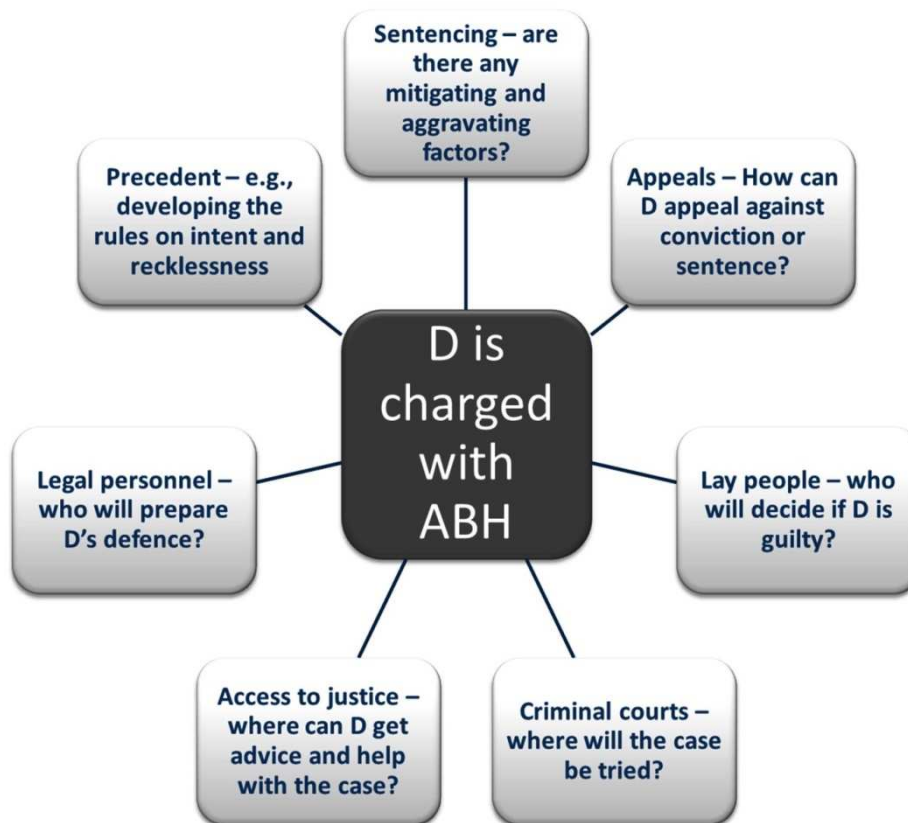 Sentencing – are
there any
mitigating and
aggravating
factors?
Precedent – e.g.,
developing the
rules on intent and
recklessness
Appeals – How can
D appeal against
conviction or
sentence?
D is
charged
with
ABH
Legal personnel –
who will prepare
D’s defence?
Lay people – who
will decide if D is
guilty?
Access to justice –
where can D get
advice and help
with the case?
Criminal courts –
where will the case
be tried?